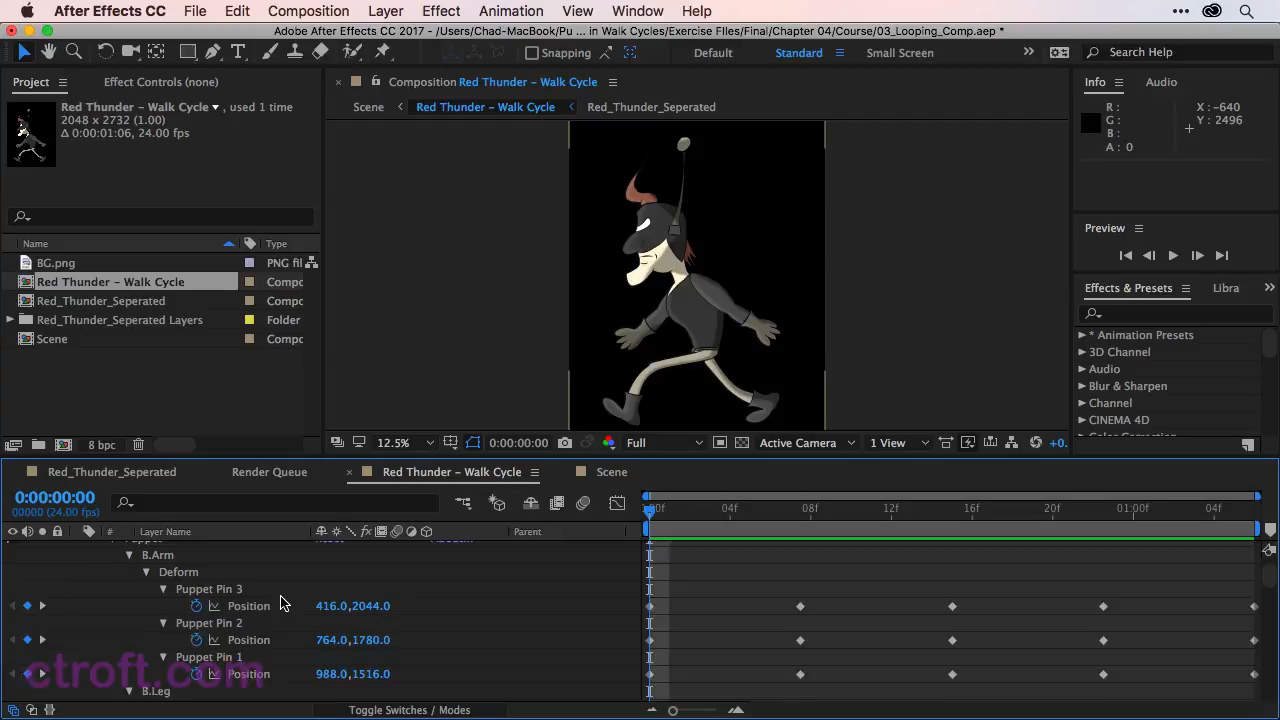 After Effects CC File Edit Composition Layer Effect Animation View Window Help
Adobe After Effects CC 2017 - /Users/Chad-MacBook/Pu ... in Walk Cycles/Exercise FIles/Final/Chapter 04/Course/03_Looping_Comp.aep *
Snapping Default Standard Small Screen Search Help
Project Effect Controls (none)
Composition Red Thunder – Walk Cycle
Info Audio
Red Thunder – Walk Cycle, used 1 time
2048 x 2732 (1.00)
Δ 0:00:01:06, 24.00 fps
Scene Red Thunder – Walk Cycle Red_Thunder_Seperated
R: X: -640
G: Y: 2496
B:
A: 0
Preview
Name Type
BG.png PNG fil
Red Thunder – Walk Cycle Compo
Red_Thunder_Seperated Compo
Red_Thunder_Seperated Layers Folder
Scene Compo
Effects & Presets Libra
* Animation Presets
3D Channel
Audio
Blur & Sharpen
Channel
CINEMA 4D
8 bpc
12.5% 0:00:00:00 Full Active Camera 1 View +0.
Red_Thunder_Seperated Render Queue Red Thunder – Walk Cycle Scene
0:00:00:00
00000 (24.00 fps)
04f 08f 12f 16f 20f 01:00f 04f
# Layer Name Parent
B.Arm
Deform
Puppet Pin 3
Position 416.0,2044.0
Puppet Pin 2
Position 764.0,1780.0
Puppet Pin 1
Position 988.0,1516.0
B.Leg
ctroft.com
Toggle Switches / Modes